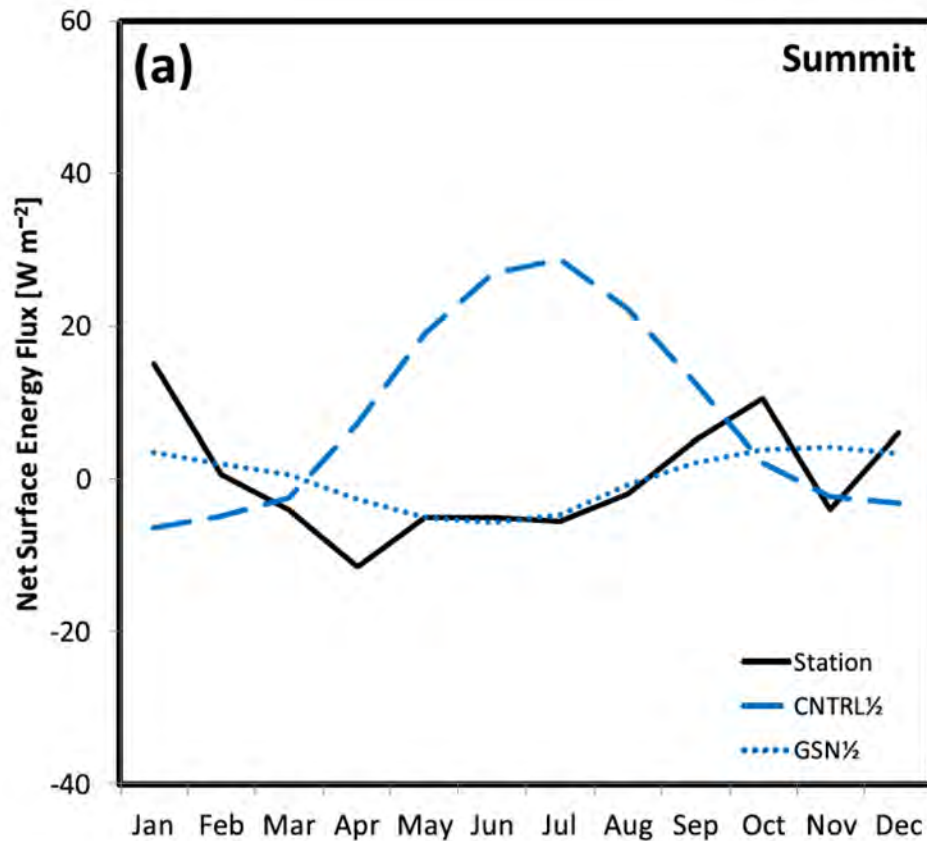 (a)
Summit
Net Surface Energy Flux [W m⁻²]
60
40
20
0
-20
-40
Station
CNTRL½
GSN½
Jan Feb Mar Apr May Jun Jul Aug Sep Oct Nov Dec